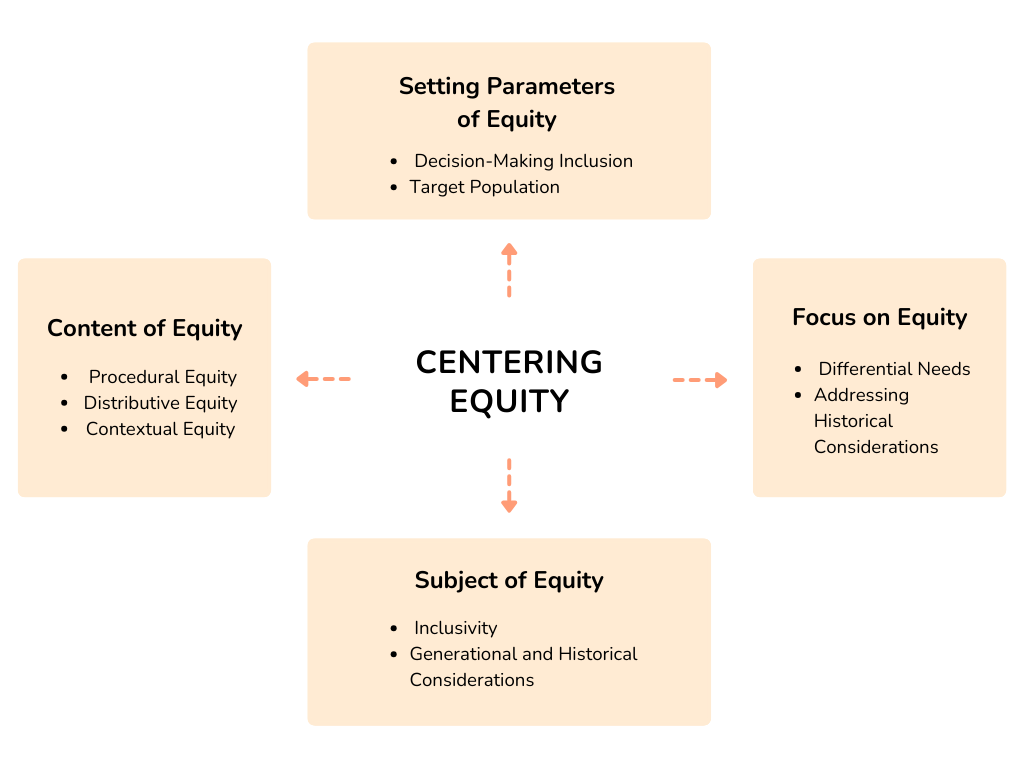 Setting Parameters
of Equity
• Decision-Making Inclusion
• Target Population
Content of Equity
• Procedural Equity
• Distributive Equity
• Contextual Equity
CENTERING
EQUITY
Focus on Equity
• Differential Needs
• Addressing
Historical
Considerations
Subject of Equity
• Inclusivity
• Generational and Historical
Considerations